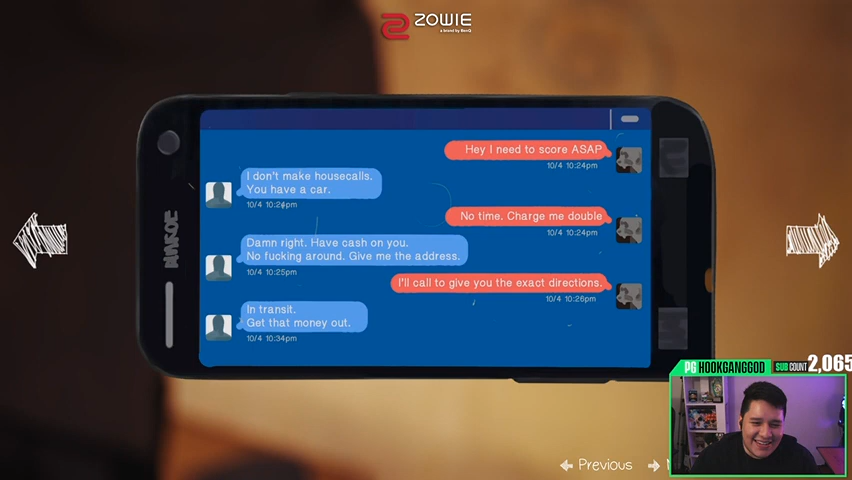 ZOWIE
a brand by BenQ
Hey I need to score ASAP
10/4 10:24pm
I don't make housecalls.
You have a car.
10/4 10:24pm
No time. Charge me double
10/4 10:24pm
Damn right. Have cash on you.
No fucking around. Give me the address.
10/4 10:25pm
I'll call to give you the exact directions.
10/4 10:26pm
In transit.
Get that money out.
10/4 10:34pm
PG HOOKGANGGOD
SUB COUNT 2,065
Previous